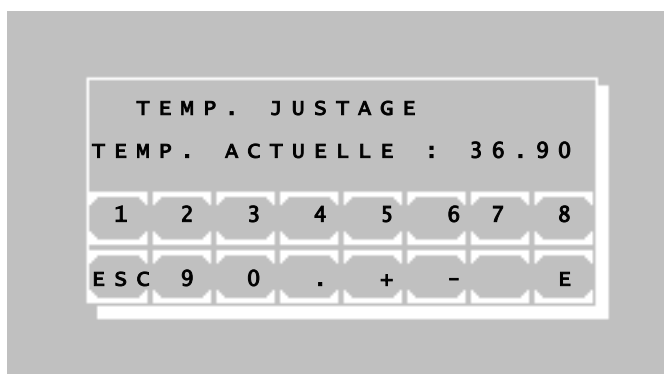 TEMP. JUSTAGE
TEMP. ACTUELLE : 36.90
1 2 3 4 5 6 7 8
ESC 9 0 . + - E